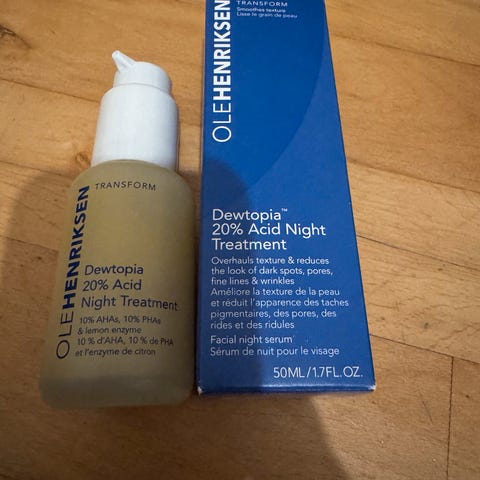 TRANSFORM
OLEHENRIKSEN
Dewtopia
20% Acid
Night Treatment
10% AHAs, 10% PHAs
& lemon enzyme
10 % d'AHA, 10 % de PHA
et l'enzyme de citron
TRANSFORM
Smoothes texture
Lisse le grain de peau
OLEHENRIKSEN
Dewtopia™
20% Acid Night
Treatment
Overhauls texture & reduces
the look of dark spots, pores,
fine lines & wrinkles
Améliore la texture de la peau
et réduit l'apparence des taches
pigmentaires, des pores, des
rides et des ridules
Facial night serum
Sérum de nuit pour le visage
50ML/1.7FL.OZ.